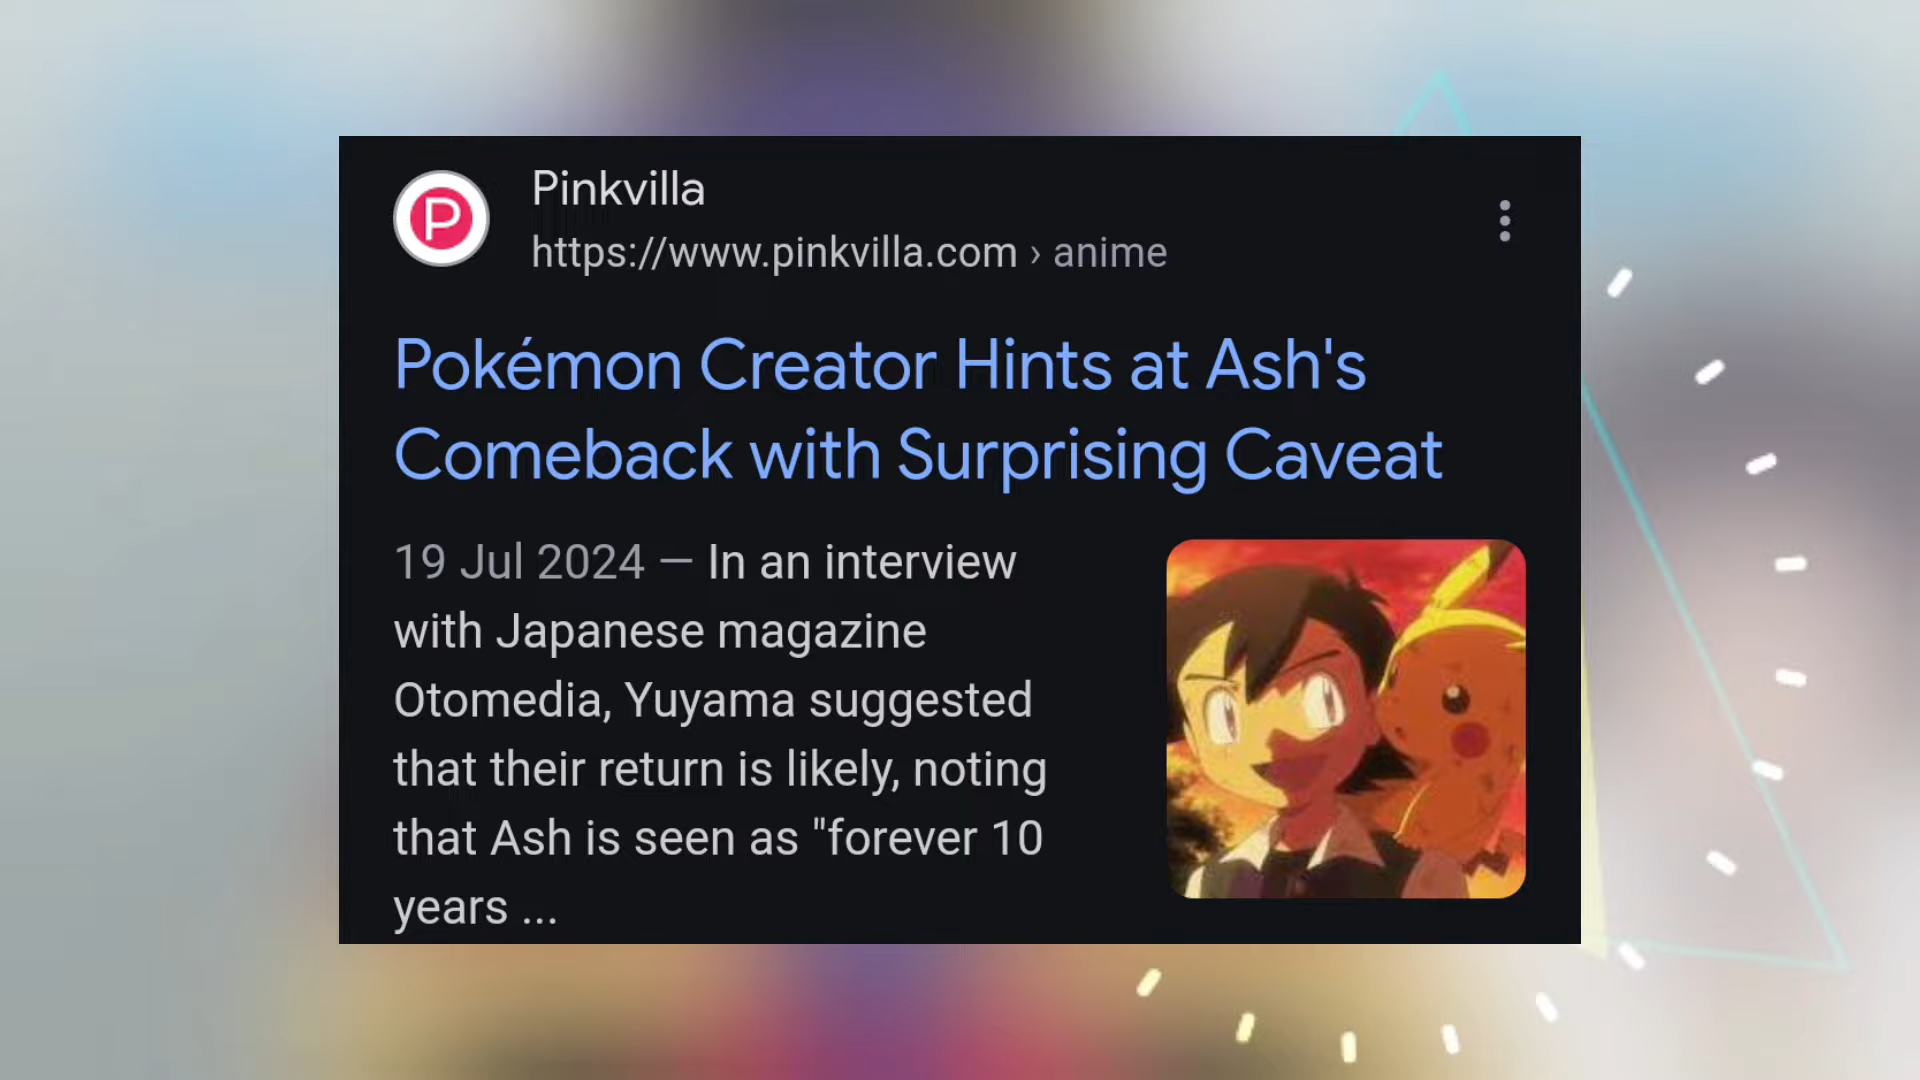 P
Pinkvilla
https://www.pinkvilla.com › anime
Pokémon Creator Hints at Ash's
Comeback with Surprising Caveat
19 Jul 2024 — In an interview
with Japanese magazine
Otomedia, Yuyama suggested
that their return is likely, noting
that Ash is seen as "forever 10
years ...